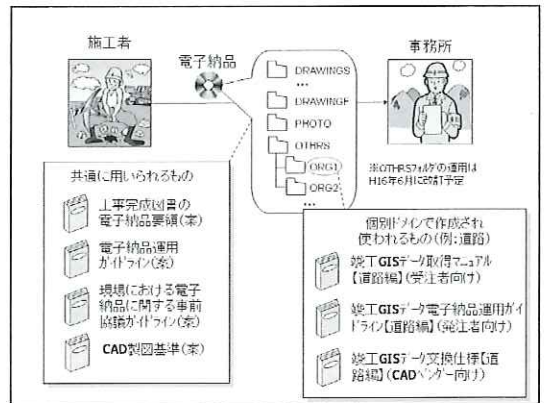 施工者
電子納品
事務所
DRAWINGS
...
DRAWINGF
PHOTO
OTHRS
ORG1
ORG2
...
※OTHRSフォルダの運用は
H16年6月に改訂予定
共通に用いられるもの
工事完成図書の
電子納品要領(案)
電子納品運用
ガイドライン(案)
現場における電子
納品に関する事前
協議ガイドライン(案)
CAD製図基準(案)
個別ドメインで作成され
使われるもの(例:道路)
竣工GISデータ取得マニュアル
【道路編】(受注者向け)
竣工GISデータ電子納品運用ガイ
ドライン【道路編】(発注者向け)
竣工GISデータ交換仕様【道
路編】(CADベンダー向け)